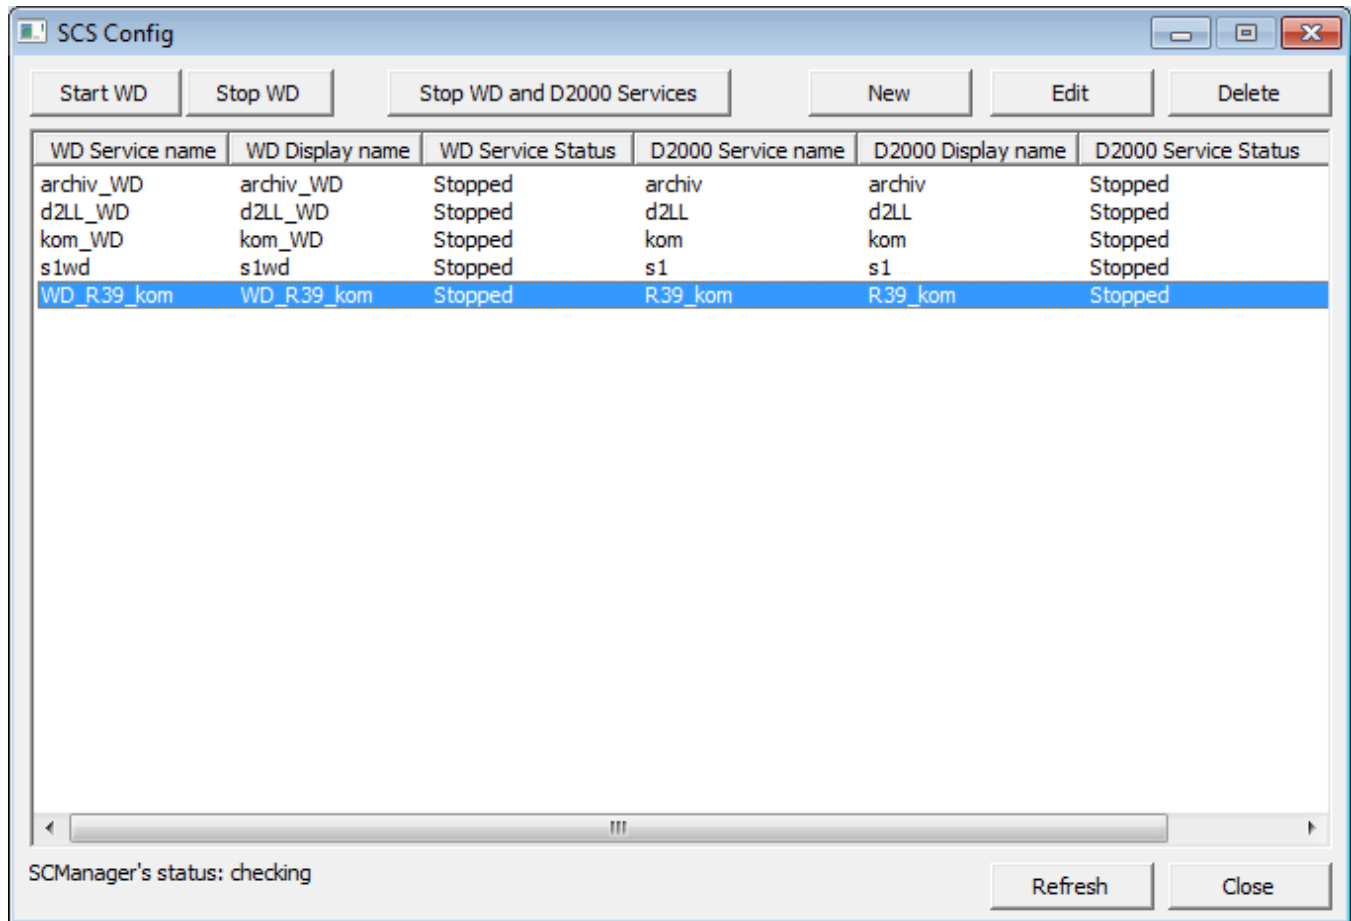 SCS Config
Start WD Stop WD Stop WD and D2000 Services New Edit Delete
WD Service name WD Display name WD Service Status D2000 Service name D2000 Display name D2000 Service Status
archiv_WD archiv_WD Stopped archiv archiv Stopped
d2LL_WD d2LL_WD Stopped d2LL d2LL Stopped
kom_WD kom_WD Stopped kom kom Stopped
s1wd s1wd Stopped s1 s1 Stopped
WD_R39_kom WD_R39_kom Stopped R39_kom R39_kom Stopped
SCManager's status: checking
Refresh Close